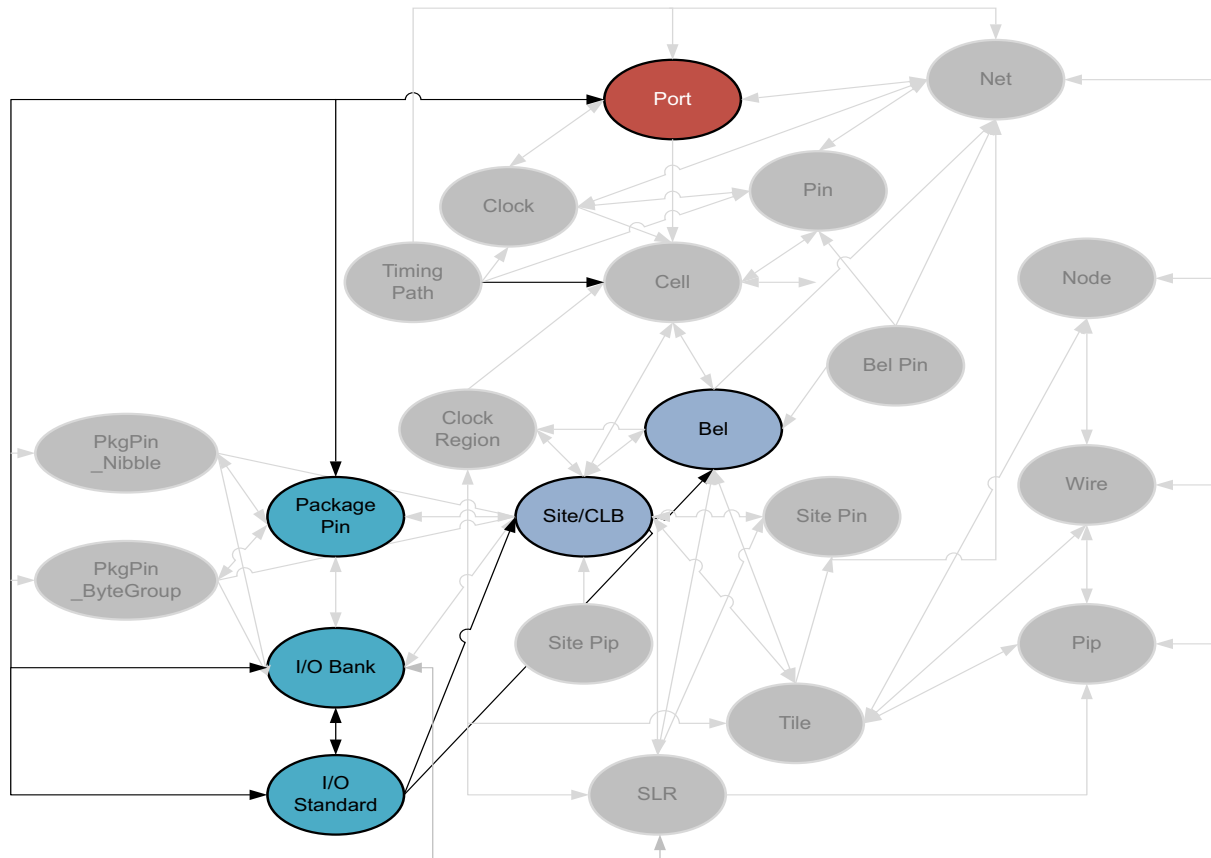 Net
Port
Pin
Clock
Timing
Path
Cell
Node
Bel Pin
Clock
Region
Bel
PkgPin
_Nibble
Wire
Package
Pin
Site/CLB
Site Pin
PkgPin
_ByteGroup
Site Pip
Pip
I/O Bank
Tile
I/O
Standard
SLR